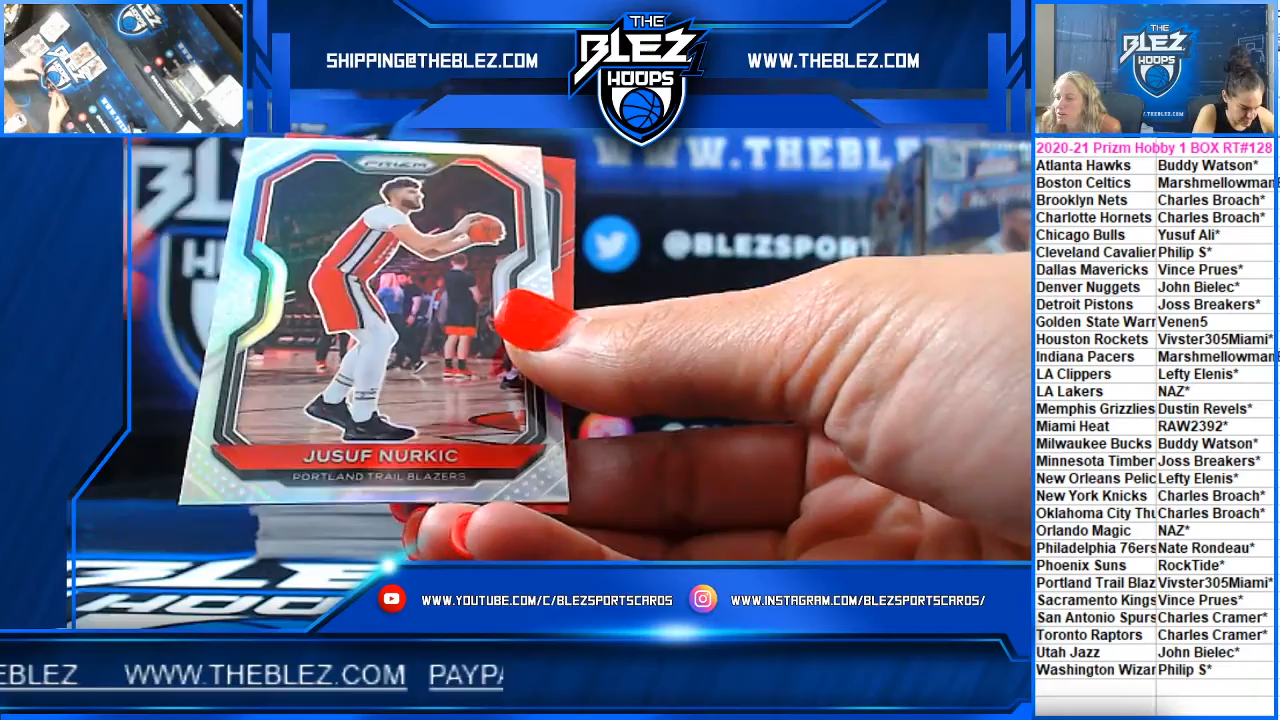 SHIPPING@THEBLEZ.COM
THE
BLEZ
HOOPS
WWW.THEBLEZ.COM
THE
BLEZ
HOOPS
WWW.THEBLE
@BLEZSPORT
PRIZM
JUSUF NURKIC
PORTLAND TRAIL BLAZERS
2020-21 Prizm Hobby 1 BOX RT#128
Atlanta Hawks Buddy Watson*
Boston Celtics Marshmellowman
Brooklyn Nets Charles Broach*
Charlotte Hornets Charles Broach*
Chicago Bulls Yusuf Ali*
Cleveland Cavalier Philip S*
Dallas Mavericks Vince Prues*
Denver Nuggets John Bielec*
Detroit Pistons Joss Breakers*
Golden State Warr Venen5
Houston Rockets Vivster305Miami*
Indiana Pacers Marshmellowman
LA Clippers Lefty Elenis*
LA Lakers NAZ*
Memphis Grizzlies Dustin Revels*
Miami Heat RAW2392*
Milwaukee Bucks Buddy Watson*
Minnesota Timber Joss Breakers*
New Orleans Pelic Lefty Elenis*
New York Knicks Charles Broach*
Oklahoma City Thu Charles Broach*
Orlando Magic NAZ*
Philadelphia 76ers Nate Rondeau*
Phoenix Suns RockTide*
Portland Trail Blaz Vivster305Miami*
Sacramento Kings Vince Prues*
San Antonio Spurs Charles Cramer*
Toronto Raptors Charles Cramer*
Utah Jazz John Bielec*
Washington Wizar Philip S*
WWW.YOUTUBE.COM/C/BLEZSPORTSCARDS
WWW.INSTAGRAM.COM/BLEZSPORTSCARDS/
EBLEZ WWW.THEBLEZ.COM PAYPA